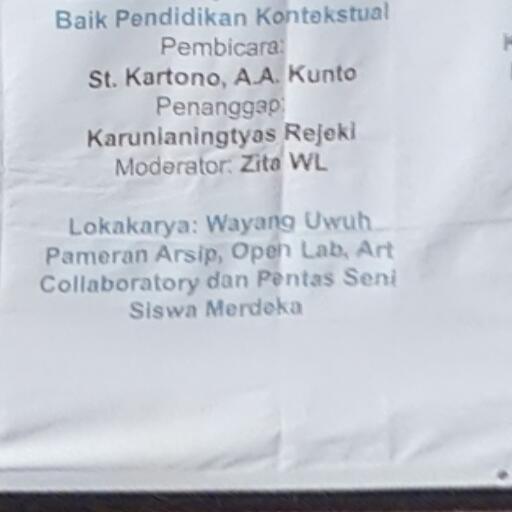 Baik Pendidikan Kontekstual
Pembicara:
St. Kartono, A.A. Kunto
Penanggap:
Karunianingtyas Rejeki
Moderator: Zita WL
Lokakarya: Wayang Uwuh
Pameran Arsip, Open Lab, Art
Collaboratory dan Pentas Seni
Siswa Merdeka